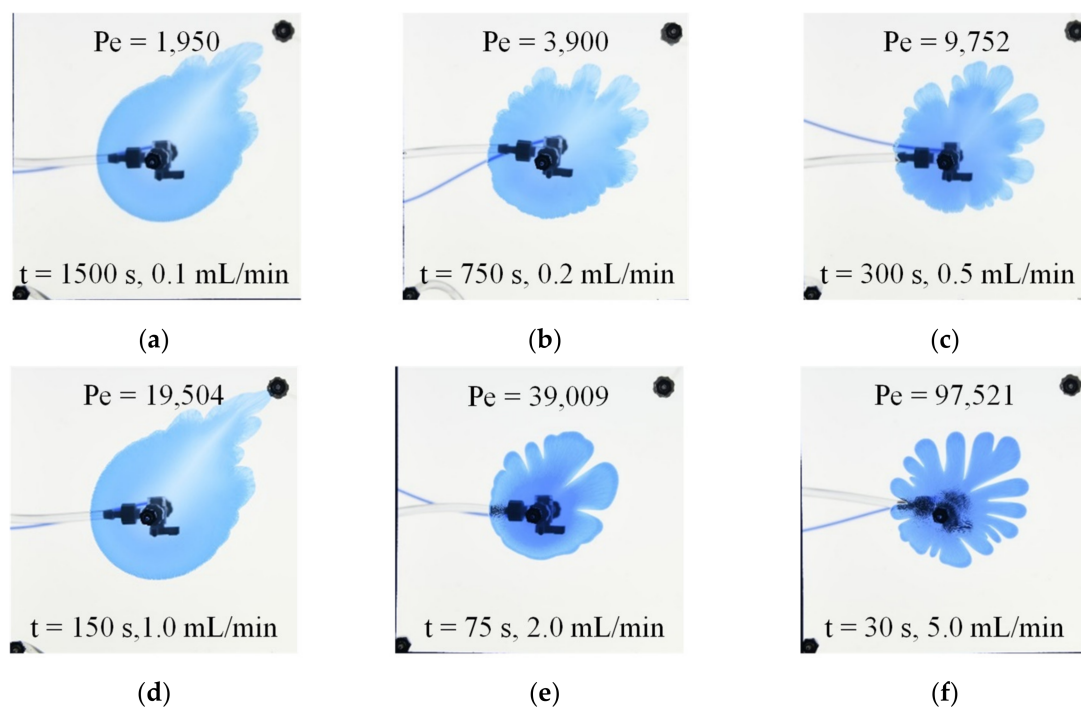 Pe = 1,950
t = 1500 s, 0.1 mL/min
(a)
Pe = 3,900
t = 750 s, 0.2 mL/min
(b)
Pe = 9,752
t = 300 s, 0.5 mL/min
(c)
Pe = 19,504
t = 150 s,1.0 mL/min
(d)
Pe = 39,009
t = 75 s, 2.0 mL/min
(e)
Pe = 97,521
t = 30 s, 5.0 mL/min
(f)